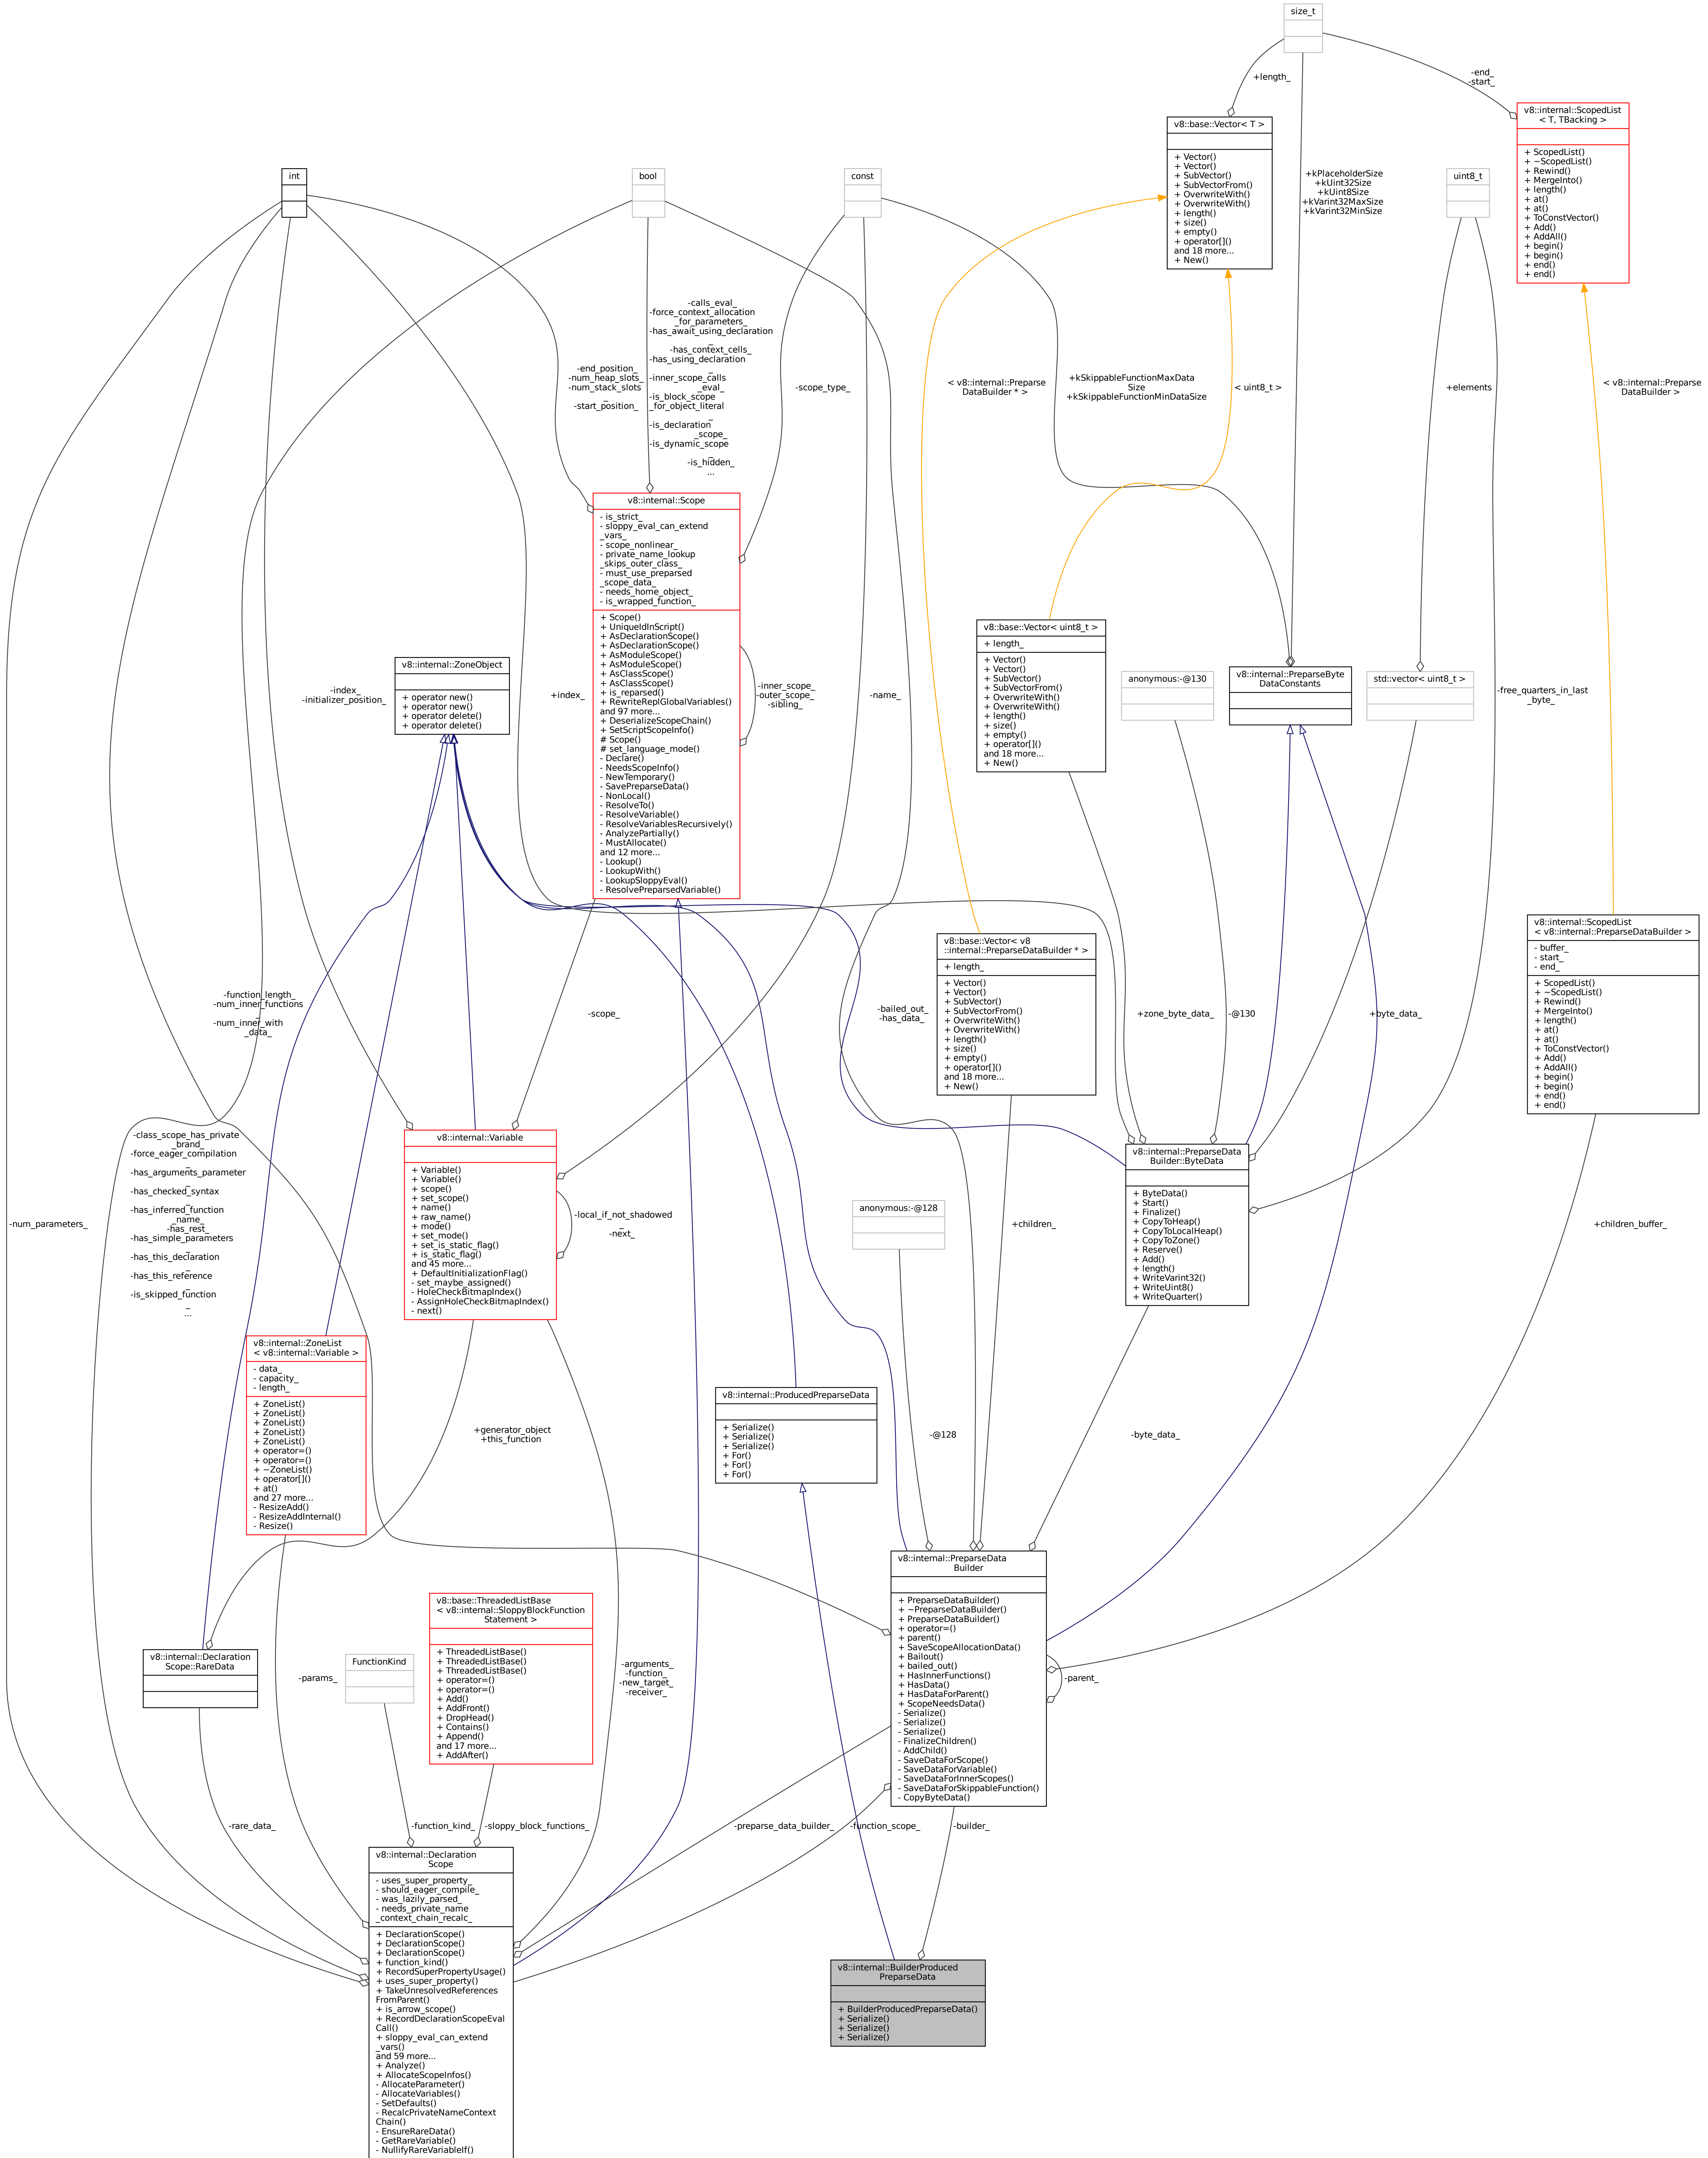 size_t
+length_
-end_
-start_
v8::internal::ScopedList
< T, TBacking >
+ ScopedList()
+ ~ScopedList()
+ Rewind()
+ MergeInto()
+ length()
+ at()
+ at()
+ ToConstVector()
+ Add()
+ AddAll()
+ begin()
+ begin()
+ end()
+ end()
v8::base::Vector< T >
+ Vector()
+ Vector()
+ SubVector()
+ SubVectorFrom()
+ OverwriteWith()
+ OverwriteWith()
+ length()
+ size()
+ empty()
+ operator[]()
and 18 more...
+ New()
int
bool
const
+kPlaceholderSize
+kUint32Size
+kUint8Size
+kVarint32MaxSize
+kVarint32MinSize
uint8_t
-end_position_
-num_heap_slots_
-num_stack_slots
_
-start_position_
-calls_eval_
-force_context_allocation
_for_parameters_
-has_await_using_declaration
_
-has_context_cells_
-has_using_declaration
_
-inner_scope_calls
_eval_
-is_block_scope
_for_object_literal
_
-is_declaration
_scope_
-is_dynamic_scope
_
-is_hidden_
...
-scope_type_
< v8::internal::Preparse
DataBuilder * >
+kSkippableFunctionMaxData
Size
+kSkippableFunctionMinDataSize
< uint8_t >
+elements
< v8::internal::Preparse
DataBuilder >
v8::internal::Scope
- is_strict_
- sloppy_eval_can_extend
_vars_
- scope_nonlinear_
- private_name_lookup
_skips_outer_class_
- must_use_preparsed
_scope_data_
- needs_home_object_
- is_wrapped_function_
+ Scope()
+ UniqueIdInScript()
+ AsDeclarationScope()
+ AsDeclarationScope()
+ AsModuleScope()
+ AsModuleScope()
+ AsClassScope()
+ AsClassScope()
+ is_reparsed()
+ RewriteReplGlobalVariables()
and 97 more...
+ DeserializeScopeChain()
+ SetScriptScopeInfo()
# Scope()
# set_language_mode()
- Declare()
- NeedsScopeInfo()
- NewTemporary()
- SavePreparseData()
- NonLocal()
- ResolveTo()
- ResolveVariable()
- ResolveVariablesRecursively()
- AnalyzePartially()
- MustAllocate()
and 12 more...
- Lookup()
- LookupWith()
- LookupSloppyEval()
- ResolvePreparsedVariable()
v8::internal::ZoneObject
+ operator new()
+ operator new()
+ operator delete()
+ operator delete()
-index_
-initializer_position_
+index_
-inner_scope_
-outer_scope_
-sibling_
-name_
v8::base::Vector< uint8_t >
+ length_
+ Vector()
+ Vector()
+ SubVector()
+ SubVectorFrom()
+ OverwriteWith()
+ OverwriteWith()
+ length()
+ size()
+ empty()
+ operator[]()
and 18 more...
+ New()
anonymous:-@130
v8::internal::PreparseByte
DataConstants
std::vector< uint8_t >
-free_quarters_in_last
_byte_
v8::internal::ScopedList
< v8::internal::PreparseDataBuilder >
- buffer_
- start_
- end_
+ ScopedList()
+ ~ScopedList()
+ Rewind()
+ MergeInto()
+ length()
+ at()
+ at()
+ ToConstVector()
+ Add()
+ AddAll()
+ begin()
+ begin()
+ end()
+ end()
v8::base::Vector< v8
::internal::PreparseDataBuilder * >
+ length_
+ Vector()
+ Vector()
+ SubVector()
+ SubVectorFrom()
+ OverwriteWith()
+ OverwriteWith()
+ length()
+ size()
+ empty()
+ operator[]()
and 18 more...
+ New()
-function_length_
-num_inner_functions
_
-num_inner_with
_data_
-scope_
-bailed_out_
-has_data_
+zone_byte_data_
-@130
+byte_data_
-num_parameters_
-class_scope_has_private
_brand_
-force_eager_compilation
_
-has_arguments_parameter
_
-has_checked_syntax
_
-has_inferred_function
_name_
-has_rest_
-has_simple_parameters
_
-has_this_declaration
_
-has_this_reference
_
-is_skipped_function
_
...
v8::internal::Variable
+ Variable()
+ Variable()
+ scope()
+ set_scope()
+ name()
+ raw_name()
+ mode()
+ set_mode()
+ set_is_static_flag()
+ is_static_flag()
and 45 more...
+ DefaultInitializationFlag()
- set_maybe_assigned()
- HoleCheckBitmapIndex()
- AssignHoleCheckBitmapIndex()
- next()
-local_if_not_shadowed
_
-next_
anonymous:-@128
+children_
v8::internal::PreparseData
Builder::ByteData
+ ByteData()
+ Start()
+ Finalize()
+ CopyToHeap()
+ CopyToLocalHeap()
+ CopyToZone()
+ Reserve()
+ Add()
+ length()
+ WriteVarint32()
+ WriteUint8()
+ WriteQuarter()
+children_buffer_
v8::internal::ZoneList
< v8::internal::Variable >
- data_
- capacity_
- length_
+ ZoneList()
+ ZoneList()
+ ZoneList()
+ ZoneList()
+ ZoneList()
+ operator=()
+ operator=()
+ ~ZoneList()
+ operator[]()
+ at()
and 27 more...
- ResizeAdd()
- ResizeAddInternal()
- Resize()
+generator_object
+this_function
v8::internal::ProducedPreparseData
+ Serialize()
+ Serialize()
+ Serialize()
+ For()
+ For()
+ For()
-@128
-byte_data_
v8::internal::PreparseData
Builder
+ PreparseDataBuilder()
+ ~PreparseDataBuilder()
+ PreparseDataBuilder()
+ operator=()
+ parent()
+ SaveScopeAllocationData()
+ Bailout()
+ bailed_out()
+ HasInnerFunctions()
+ HasData()
+ HasDataForParent()
+ ScopeNeedsData()
- Serialize()
- Serialize()
- Serialize()
- FinalizeChildren()
- AddChild()
- SaveDataForScope()
- SaveDataForVariable()
- SaveDataForInnerScopes()
- SaveDataForSkippableFunction()
- CopyByteData()
-parent_
v8::internal::Declaration
Scope::RareData
-params_
FunctionKind
v8::base::ThreadedListBase
< v8::internal::SloppyBlockFunction
Statement >
+ ThreadedListBase()
+ ThreadedListBase()
+ ThreadedListBase()
+ operator=()
+ operator=()
+ Add()
+ AddFront()
+ DropHead()
+ Contains()
+ Append()
and 17 more...
+ AddAfter()
-arguments_
-function_
-new_target_
-receiver_
-rare_data_
-function_kind_
-sloppy_block_functions_
-preparse_data_builder_
-function_scope_
-builder_
v8::internal::Declaration
Scope
- uses_super_property_
- should_eager_compile_
- was_lazily_parsed_
- needs_private_name
_context_chain_recalc_
+ DeclarationScope()
+ DeclarationScope()
+ DeclarationScope()
+ function_kind()
+ RecordSuperPropertyUsage()
+ uses_super_property()
+ TakeUnresolvedReferences
FromParent()
+ is_arrow_scope()
+ RecordDeclarationScopeEval
Call()
+ sloppy_eval_can_extend
_vars()
and 59 more...
+ Analyze()
+ AllocateScopeInfos()
- AllocateParameter()
- AllocateVariables()
- SetDefaults()
- RecalcPrivateNameContext
Chain()
- EnsureRareData()
- GetRareVariable()
- NullifyRareVariableIf()
v8::internal::BuilderProduced
PreparseData
+ BuilderProducedPreparseData()
+ Serialize()
+ Serialize()
+ Serialize()